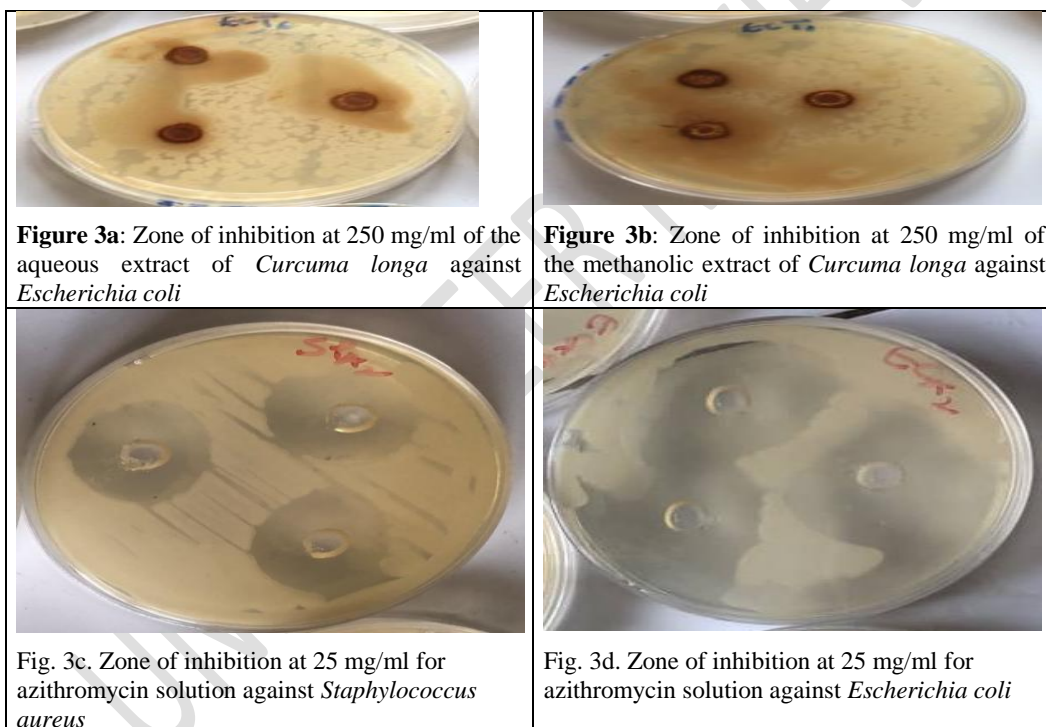 Figure 3a: Zone of inhibition at 250 mg/ml of the
aqueous extract of Curcuma longa against
Escherichia coli
Figure 3b: Zone of inhibition at 250 mg/ml of
the methanolic extract of Curcuma longa against
Escherichia coli
Fig. 3c. Zone of inhibition at 25 mg/ml for
azithromycin solution against Staphylococcus
aureus
Fig. 3d. Zone of inhibition at 25 mg/ml for
azithromycin solution against Escherichia coli